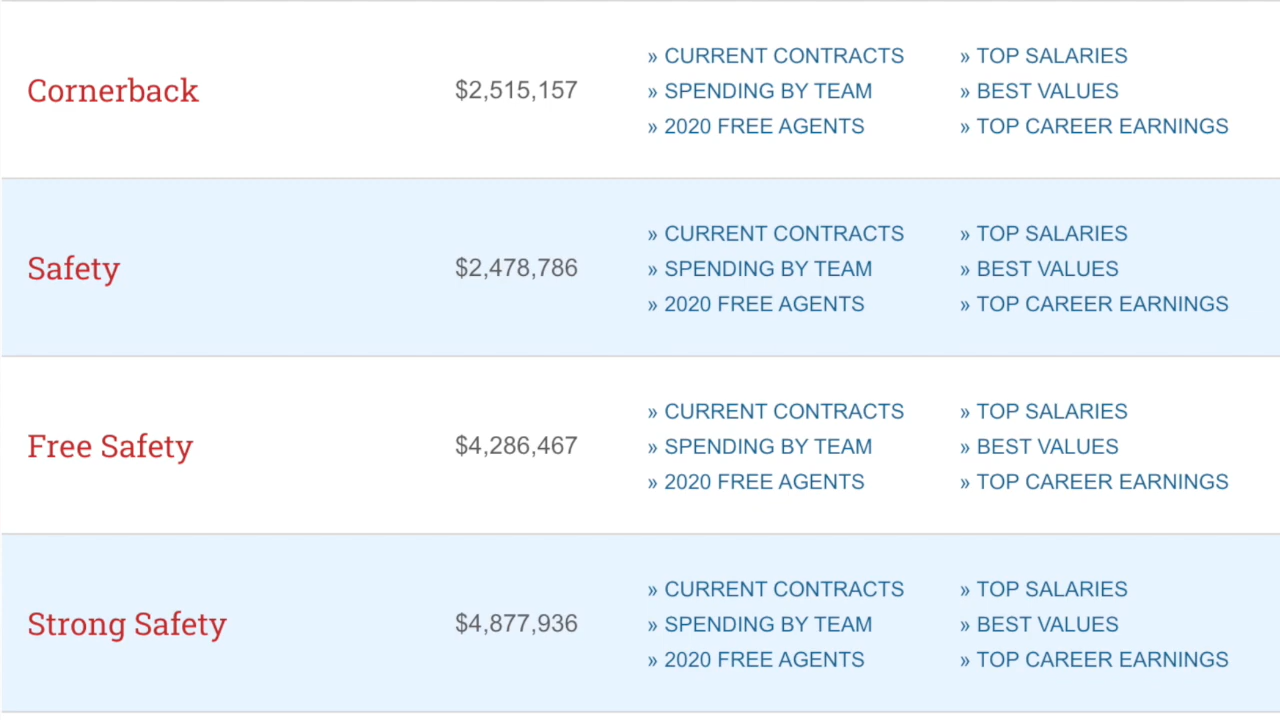 Cornerback $2,515,157 » CURRENT CONTRACTS » TOP SALARIES
» SPENDING BY TEAM » BEST VALUES
» 2020 FREE AGENTS » TOP CAREER EARNINGS
Safety $2,478,786 » CURRENT CONTRACTS » TOP SALARIES
» SPENDING BY TEAM » BEST VALUES
» 2020 FREE AGENTS » TOP CAREER EARNINGS
Free Safety $4,286,467 » CURRENT CONTRACTS » TOP SALARIES
» SPENDING BY TEAM » BEST VALUES
» 2020 FREE AGENTS » TOP CAREER EARNINGS
Strong Safety $4,877,936 » CURRENT CONTRACTS » TOP SALARIES
» SPENDING BY TEAM » BEST VALUES
» 2020 FREE AGENTS » TOP CAREER EARNINGS